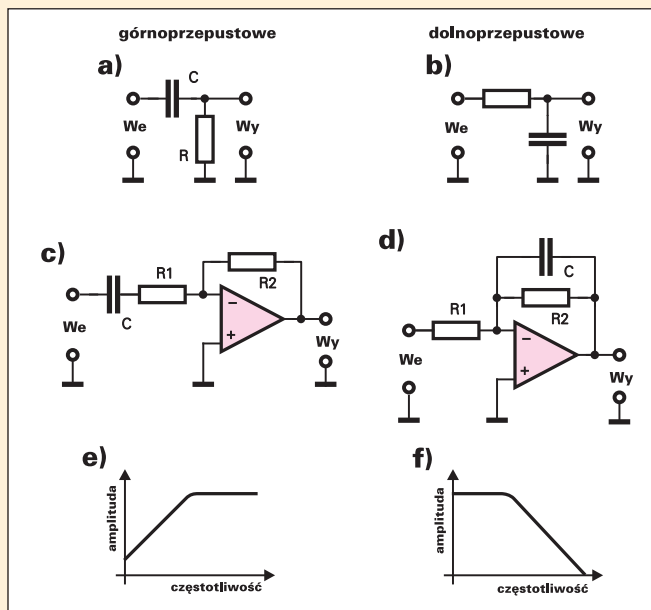 górnoprzepustowe
dolnoprzepustowe
a)
C
We
R
Wy
b)
We
Wy
c)
We
C
R1
R2
−
+
Wy
d)
We
R1
C
R2
−
+
Wy
e)
amplituda
częstotliwość
f)
amplituda
częstotliwość